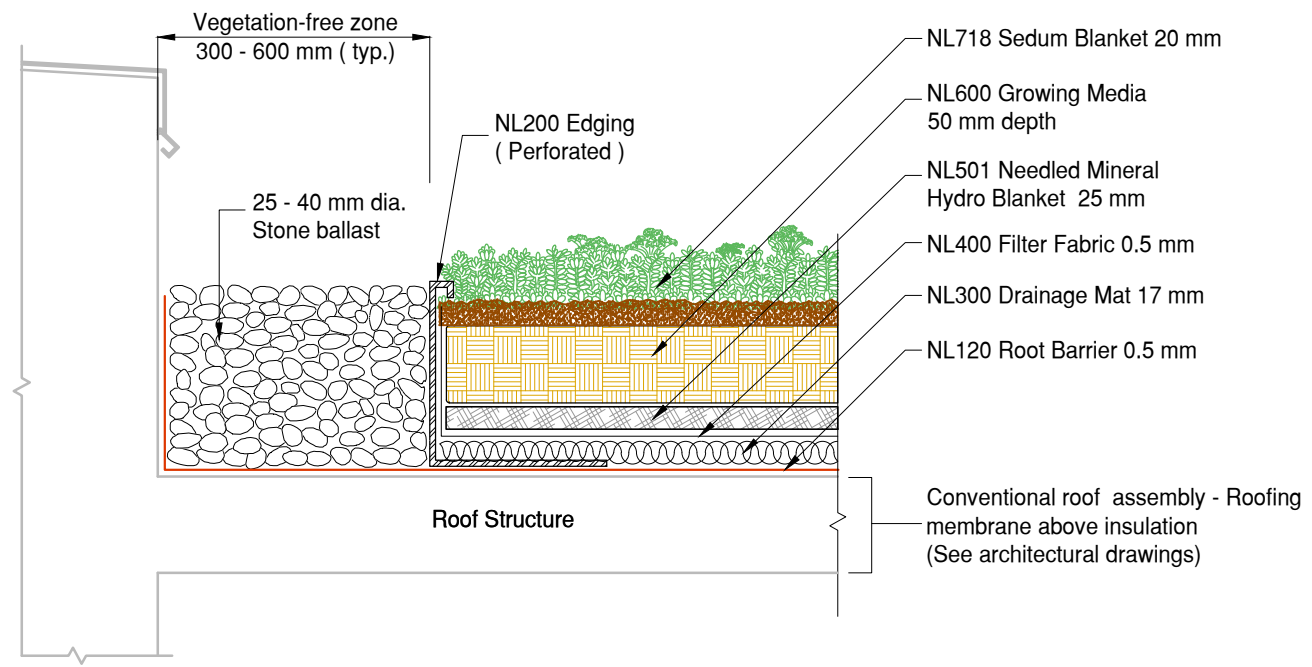 Vegetation-free zone
300 - 600 mm ( typ.)
NL200 Edging
( Perforated )
25 - 40 mm dia.
Stone ballast
NL718 Sedum Blanket 20 mm
NL600 Growing Media
50 mm depth
NL501 Needled Mineral
Hydro Blanket 25 mm
NL400 Filter Fabric 0.5 mm
NL300 Drainage Mat 17 mm
NL120 Root Barrier 0.5 mm
Roof Structure
Conventional roof assembly - Roofing
membrane above insulation
(See architectural drawings)